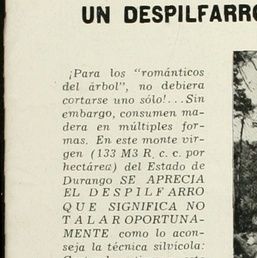 UN DESPILFARRO
¡Para los "románticos
del árbol", no debiera
cortarse uno sólo!... Sin
embargo, consumen ma-
dera en múltiples for-
mas. En este monte vir-
gen (133 M3 R. c. c. por
hectárea) del Estado de
Durango SE APRECIA
EL DESPILFARRO
QUE SIGNIFICA NO
TALAR OPORTUNA-
MENTE como lo acon-
seja la técnica silvícola: